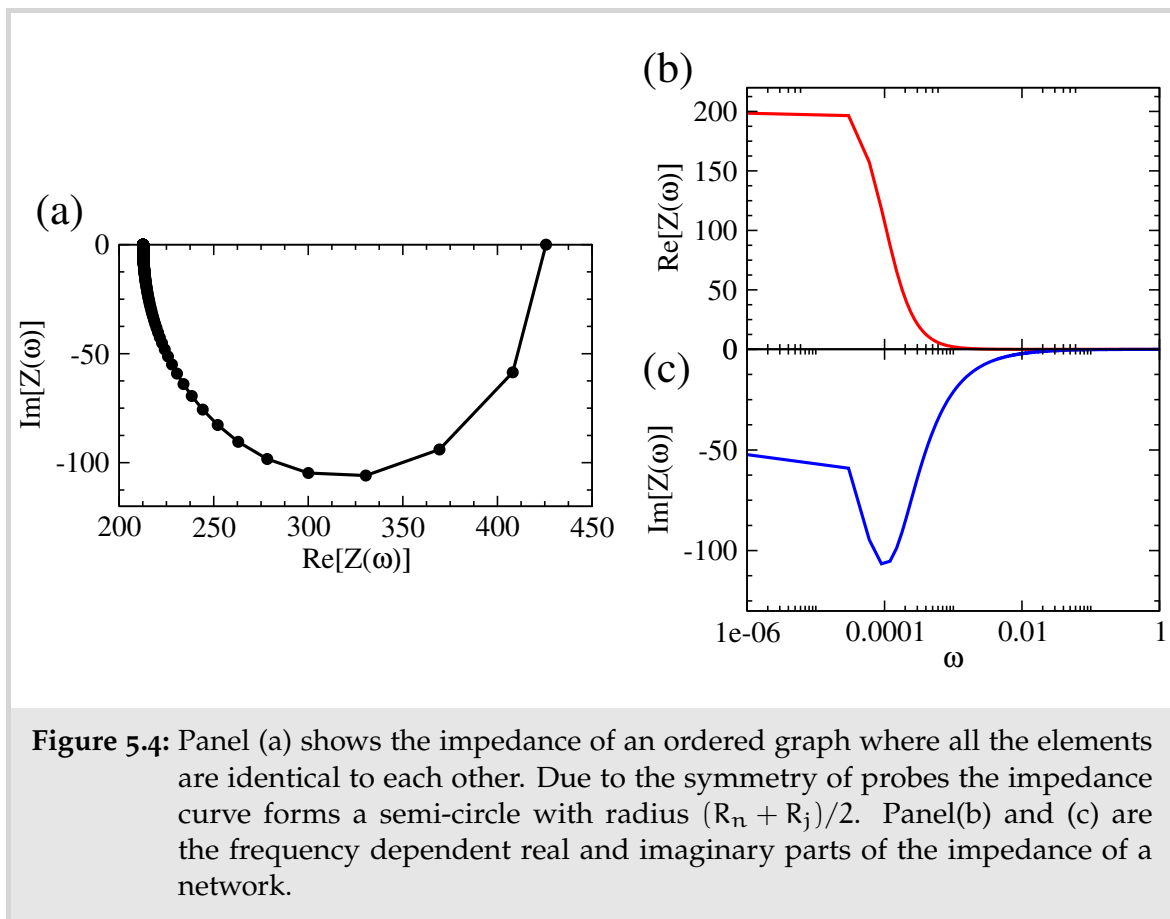 (a)
0
-50
-100
Im[Z(ω)]
200 250 300 350 400 450
Re[Z(ω)]
(b)
200
150
100
50
0
Re[Z(ω)]
(c)
0
-50
-100
Im[Z(ω)]
1e-06 0.0001 0.01 1
ω
Figure 5.4: Panel (a) shows the impedance of an ordered graph where all the elements
are identical to each other. Due to the symmetry of probes the impedance
curve forms a semi-circle with radius (Rn + Rj)/2. Panel(b) and (c) are
the frequency dependent real and imaginary parts of the impedance of a
network.